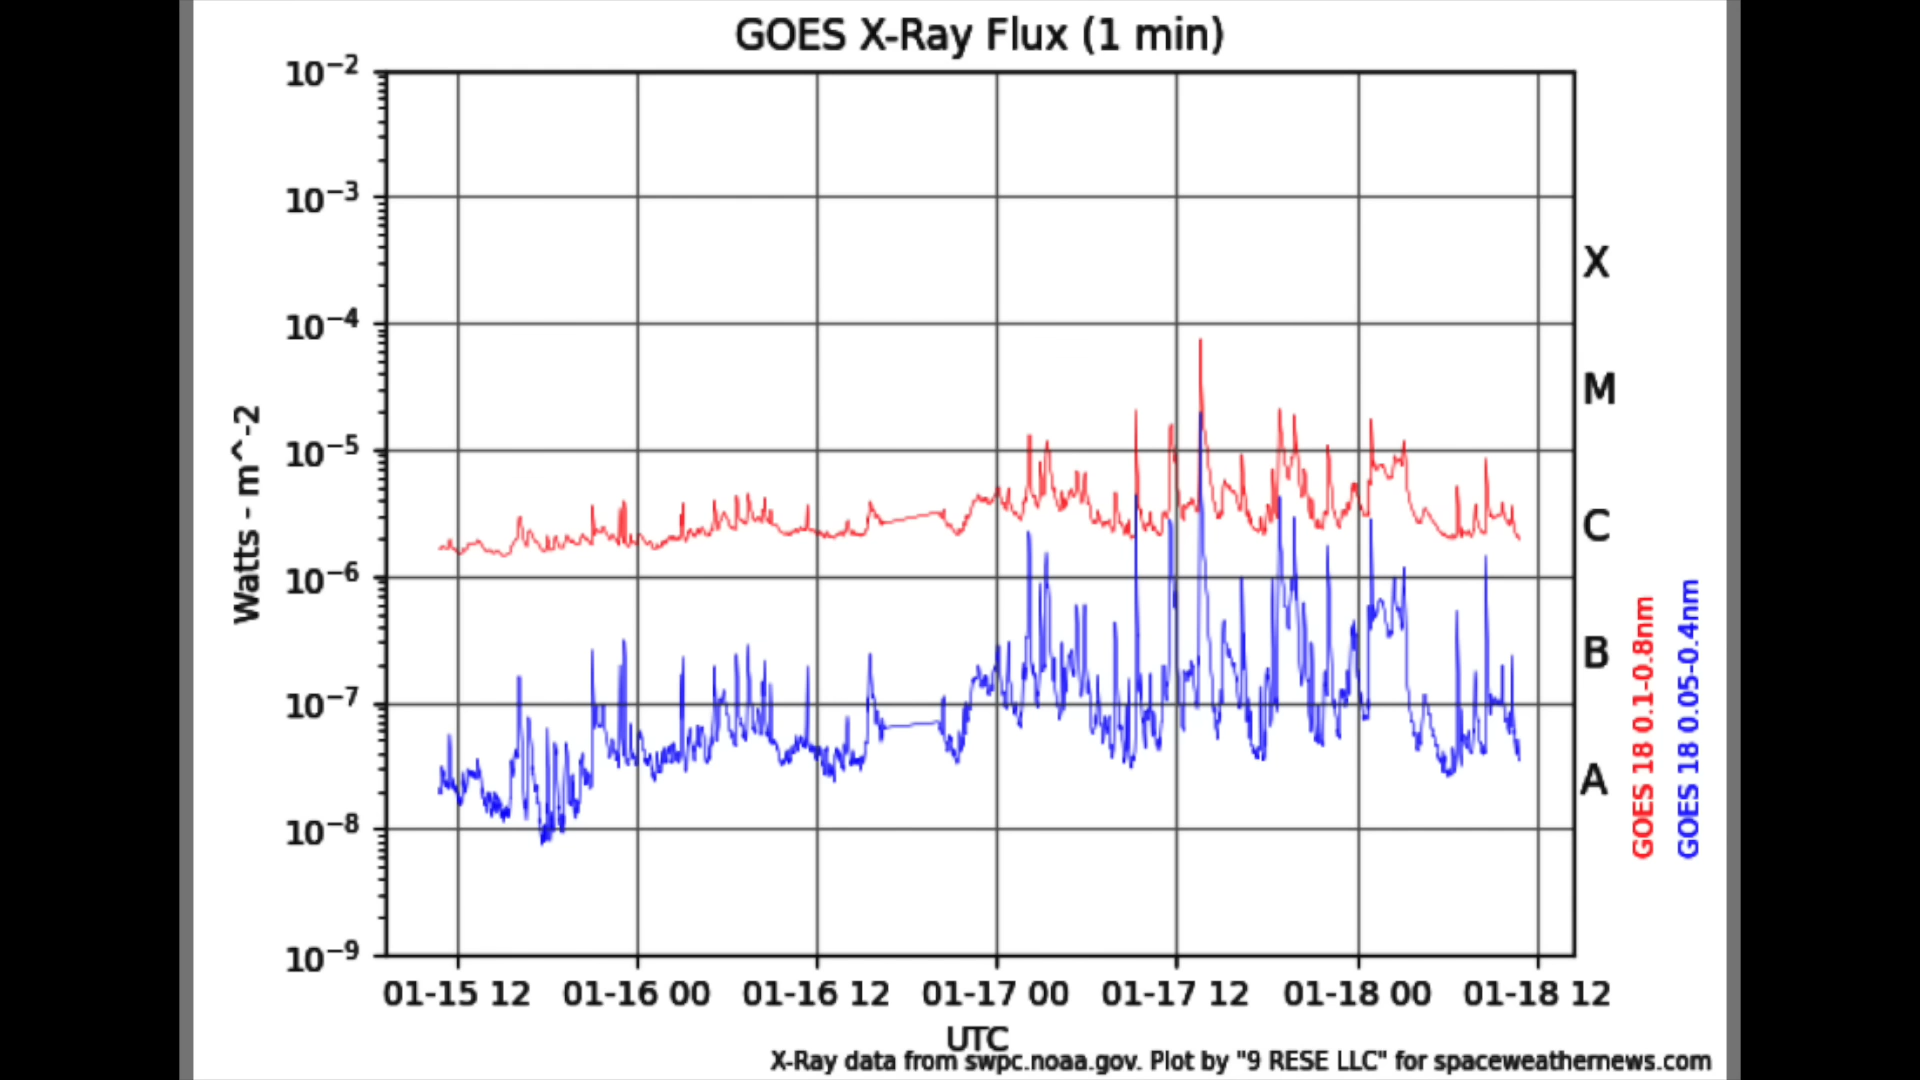 GOES X-Ray Flux (1 min)
10−2
10−3
10−4
10−5
10−6
10−7
10−8
10−9
Watts - m^-2
X
M
C
B
A
GOES 18 0.1-0.8nm
GOES 18 0.05-0.4nm
01-15 12 01-16 00 01-16 12 01-17 00 01-17 12 01-18 00 01-18 12
UTC
X-Ray data from swpc.noaa.gov. Plot by "9 RESE LLC" for spaceweathernews.com